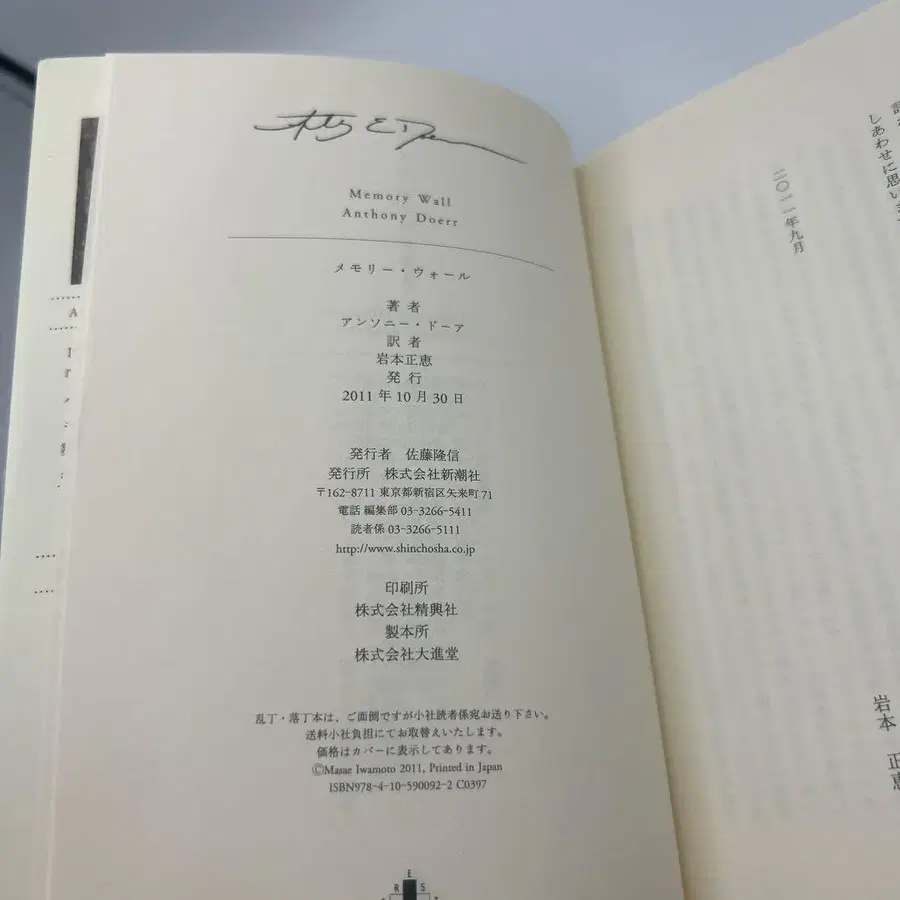 Memory Wall
Anthony Doerr
メモリー・ウォール
著者
アンソニー・ドーア
訳者
岩本正恵
発行
2011年10月30日
発行者 佐藤隆信
発行所 株式会社新潮社
〒162-8711 東京都新宿区矢来町71
電話 編集部 03-3266-5411
読者係 03-3266-5111
http://www.shinchosha.co.jp
印刷所
株式会社精興社
製本所
株式会社大進堂
乱丁・落丁本は、ご面倒ですが小社読者係宛お送り下さい。
送料小社負担にてお取替えいたします。
価格はカバーに表示してあります。
©Masae Iwamoto 2011, Printed in Japan
ISBN978-4-10-590092-2 C0397
E
R S
しあわせに思います
二〇一一年九月
岩本 正恵